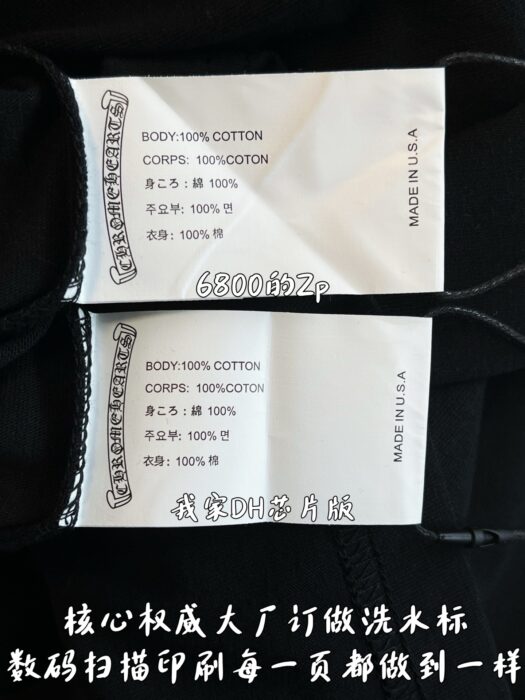 CHROME HEARTS
BODY:100% COTTON
CORPS: 100%COTON
身ころ : 綿 100%
주요부: 100% 면
衣身: 100% 棉
MADE IN U.S.A
6800的Zp
CHROME HEARTS
BODY:100% COTTON
CORPS: 100%COTON
身ころ : 綿 100%
주요부: 100% 면
衣身: 100% 棉
MADE IN U.S.A
我家DH芯片版
核心权威大厂订做洗水标
数码扫描印刷每一页都做到一样